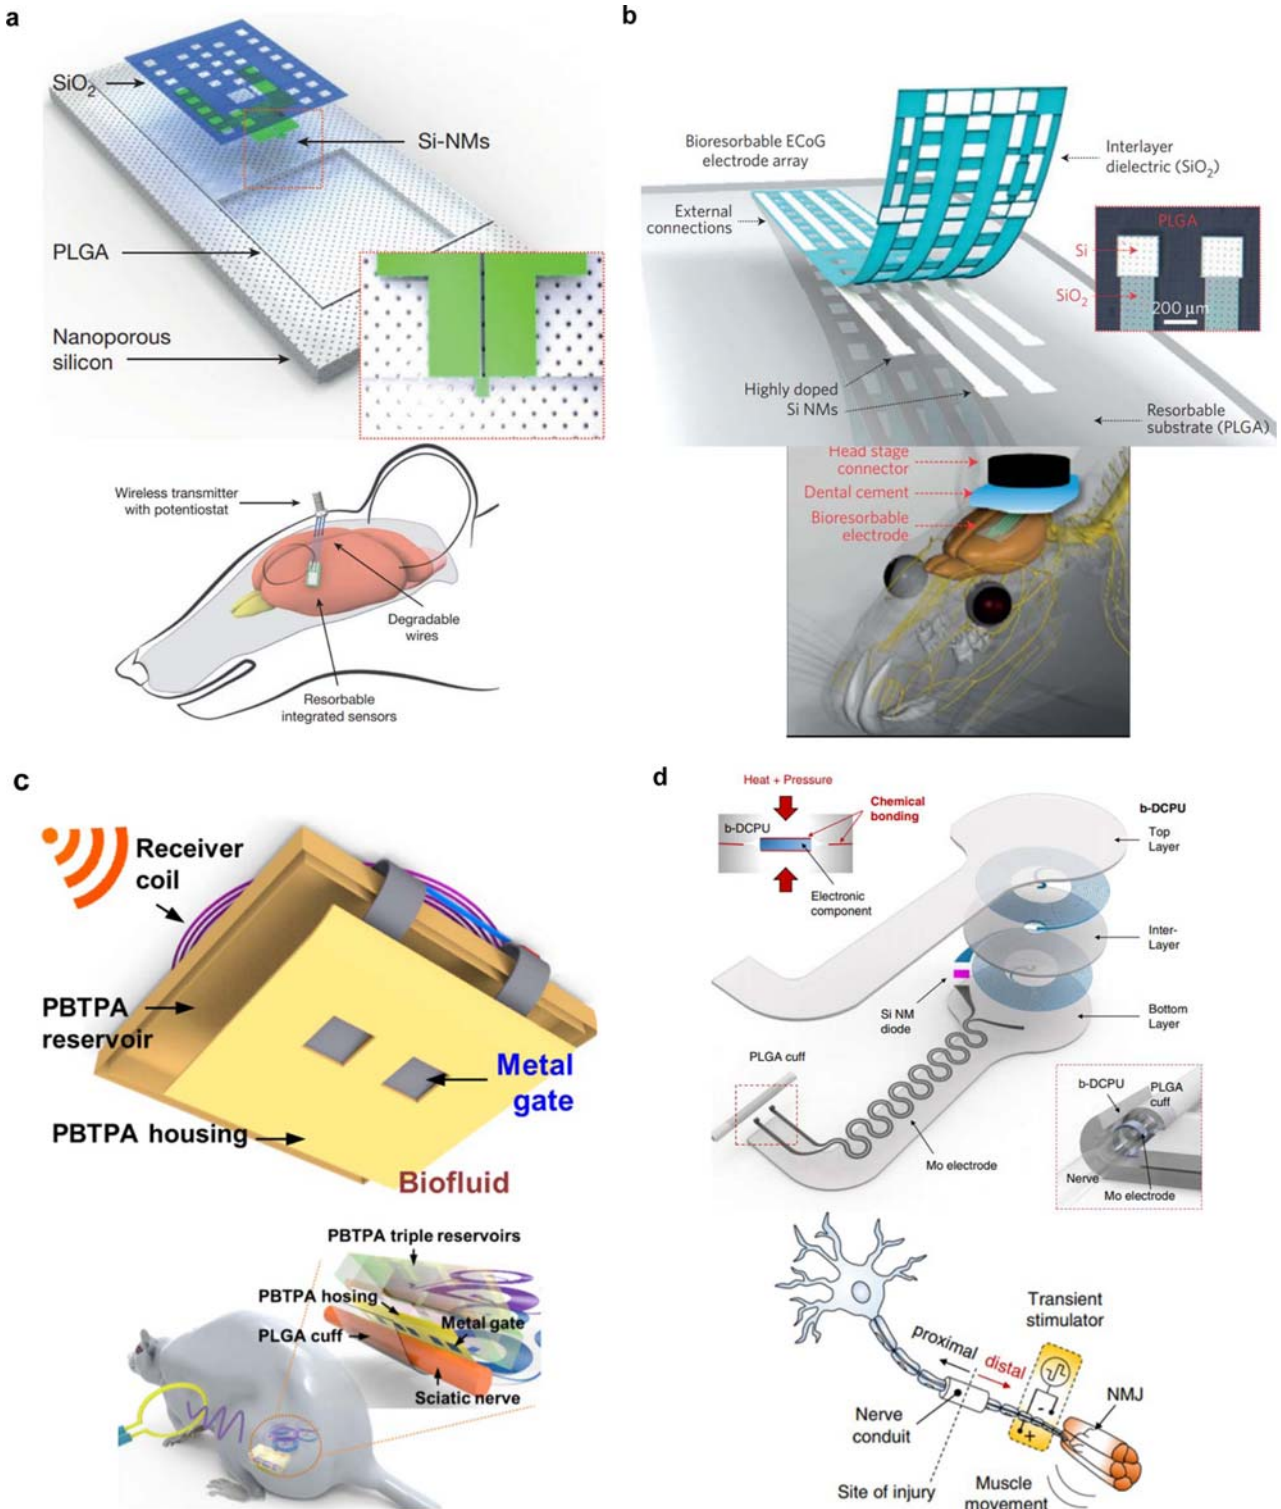 a
SiO2
Si-NMs
PLGA
Nanoporous
silicon
Wireless transmitter
with potentiostat
Degradable
wires
Resorbable
integrated sensors
b
Bioresorbable ECoG
electrode array
Interlayer
dielectric (SiO2)
External
connections
PLGA
Si
SiO2
200 μm
Highly doped
Si NMs
Resorbable
substrate (PLGA)
Head stage
connector
Dental cement
Bioresorbable
electrode
c
Receiver
coil
PBTPA
reservoir
Metal
gate
PBTPA housing
Biofluid
PBTPA triple reservoirs
PBTPA hosing
Metal gate
PLGA cuff
Sciatic nerve
d
Heat + Pressure
b-DCPU
Chemical
bonding
Electronic
component
b-DCPU
Top
Layer
Inter-
Layer
Si NM
diode
Bottom
Layer
PLGA cuff
b-DCPU
PLGA
cuff
Mo electrode
Nerve
Mo electrode
Transient
stimulator
proximal
distal
NMJ
-
+
Nerve
conduit
Site of injury
Muscle
movement